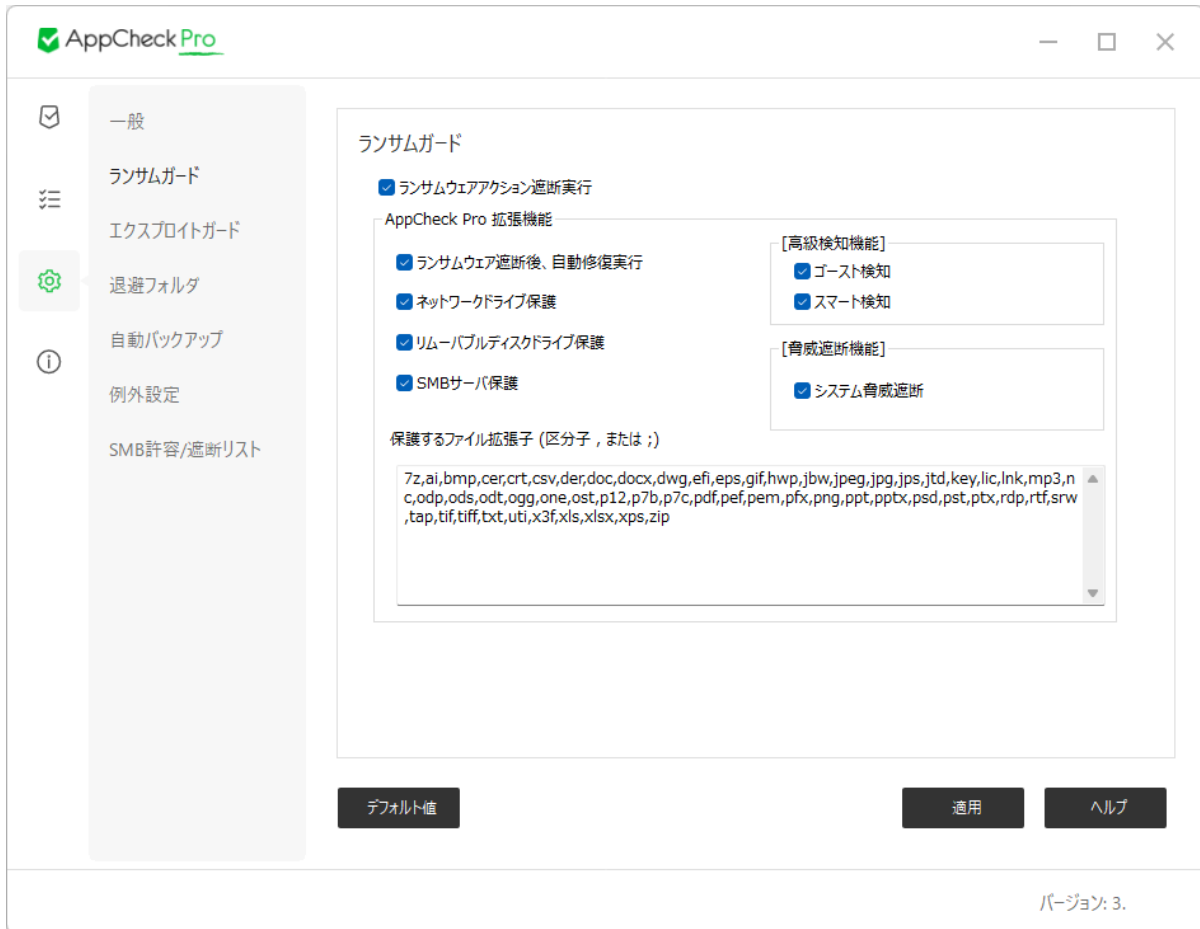 AppCheck Pro
一般
ランサムガード
エクスプロイトガード
退避フォルダ
自動バックアップ
例外設定
SMB許容/遮断リスト
ランサムガード
ランサムウェアアクション遮断実行
AppCheck Pro 拡張機能
ランサムウェア遮断後、自動修復実行
ネットワークドライブ保護
リムーバブルディスクドライブ保護
SMBサーバ保護
[高級検知機能]
ゴースト検知
スマート検知
[脅威遮断機能]
システム脅威遮断
保護するファイル拡張子 (区分子 , または ;)
7z,ai,bmp,cer,crt,csv,der,doc,docx,dwg,efi,eps,gif,hwp,jbw,jpeg,jpg,jps,jtd,key,lic,lnk,mp3,n
c,odp,ods,odt,ogg,one,ost,p12,p7b,p7c,pdf,pef,pem,pfx,png,ppt,pptx,psd,pst,ptx,rdp,rtf,srw
,tap,tif,tiff,txt,uti,x3f,xls,xlsx,xps,zip
デフォルト値
適用
ヘルプ
バージョン: 3.